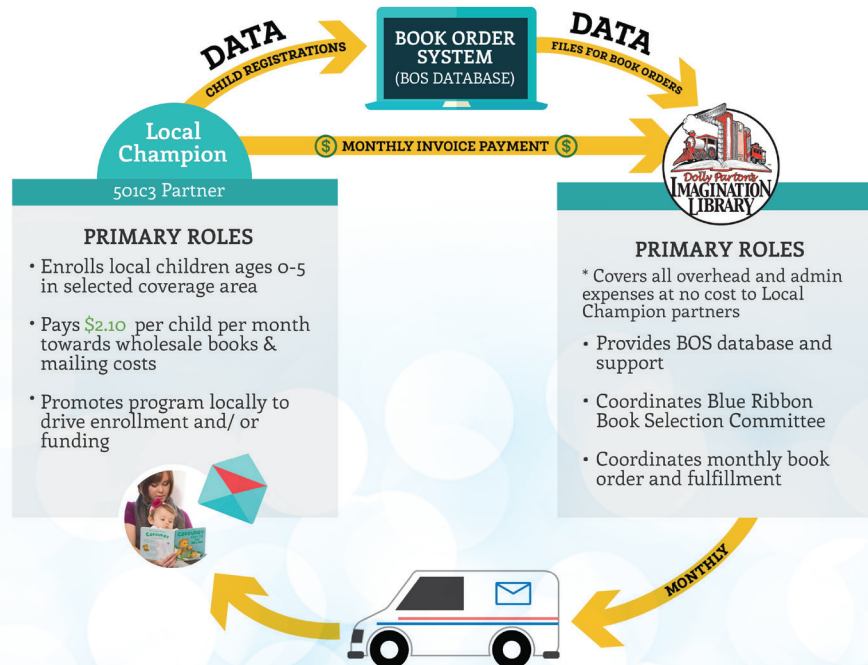 DATA
CHILD REGISTRATIONS
BOOK ORDER
SYSTEM
(BOS DATABASE)
DATA
FILES FOR BOOK ORDERS
Local
Champion
$ MONTHLY INVOICE PAYMENT $
Dolly Parton's
IMAGINATION
LIBRARY
501c3 Partner
PRIMARY ROLES
• Enrolls local children ages 0-5
in selected coverage area
• Pays $2.10 per child per month
towards wholesale books &
mailing costs
• Promotes program locally to
drive enrollment and/ or
funding
PRIMARY ROLES
* Covers all overhead and admin
expenses at no cost to Local
Champion partners
• Provides BOS database and
support
• Coordinates Blue Ribbon
Book Selection Committee
• Coordinates monthly book
order and fulfillment
CORDUROY
CORDUROY
MONTHLY